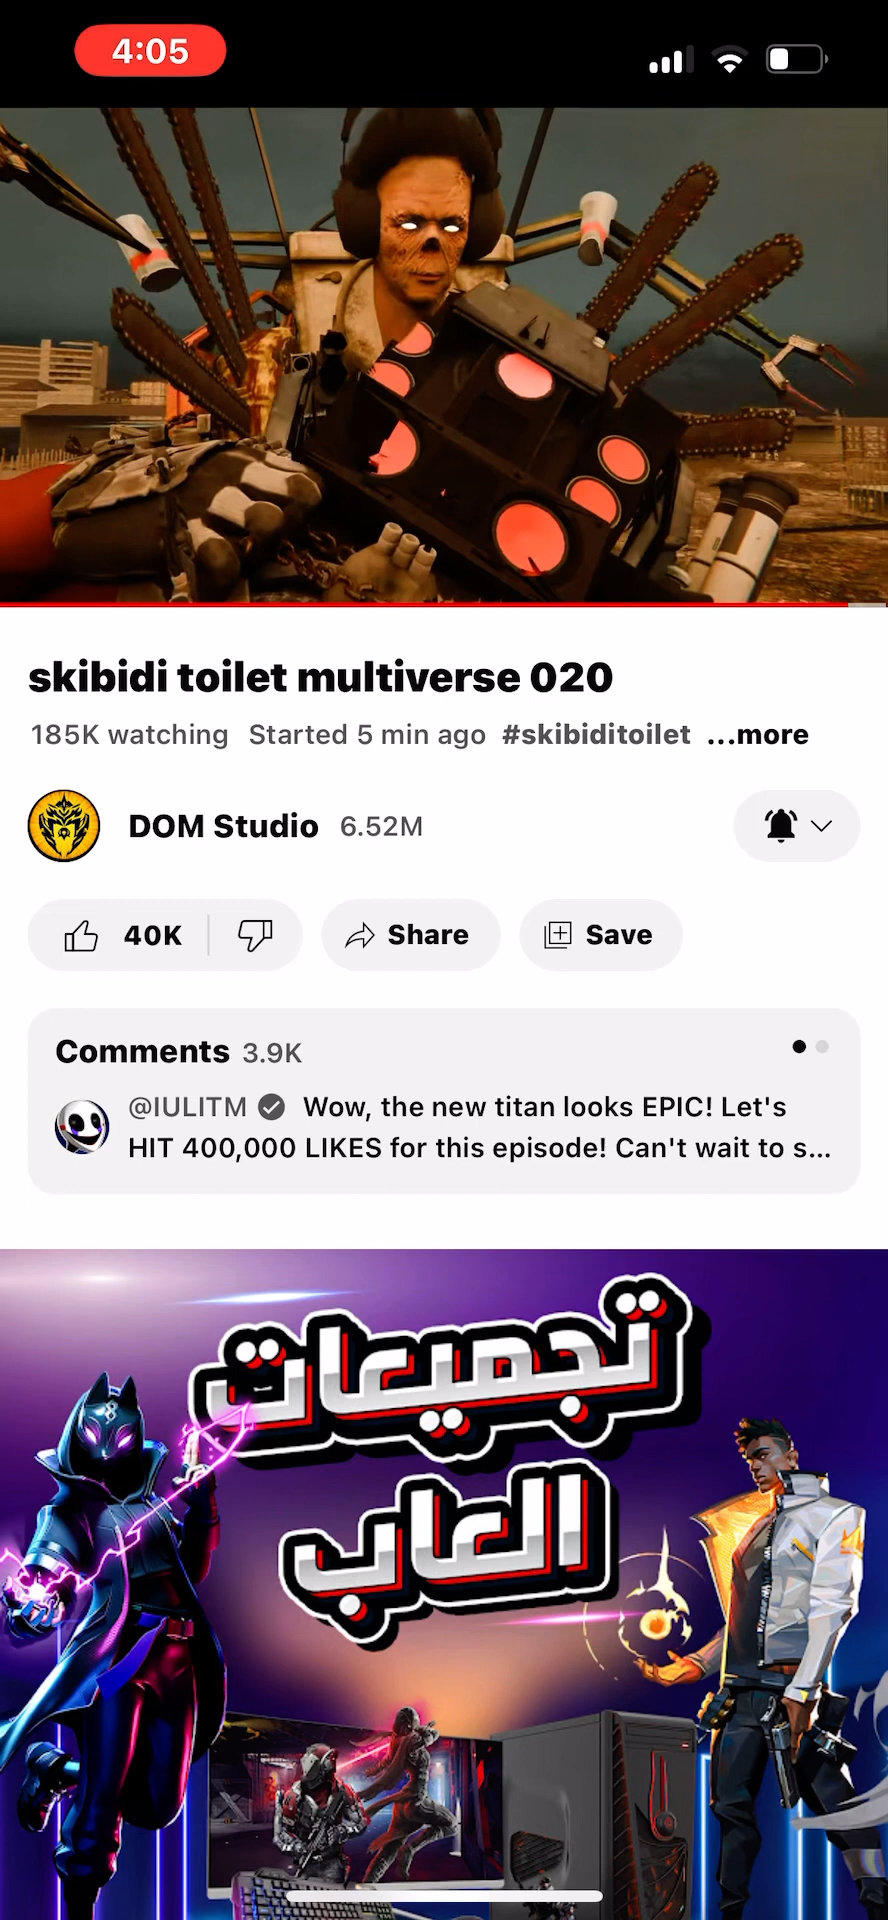 4:05
skibidi toilet multiverse 020
185K watching Started 5 min ago #skibiditoilet ...more
DOM Studio 6.52M
40K Share Save
Comments 3.9K
@IULITM Wow, the new titan looks EPIC! Let's
HIT 400,000 LIKES for this episode! Can't wait to s...
تجميعات
العاب